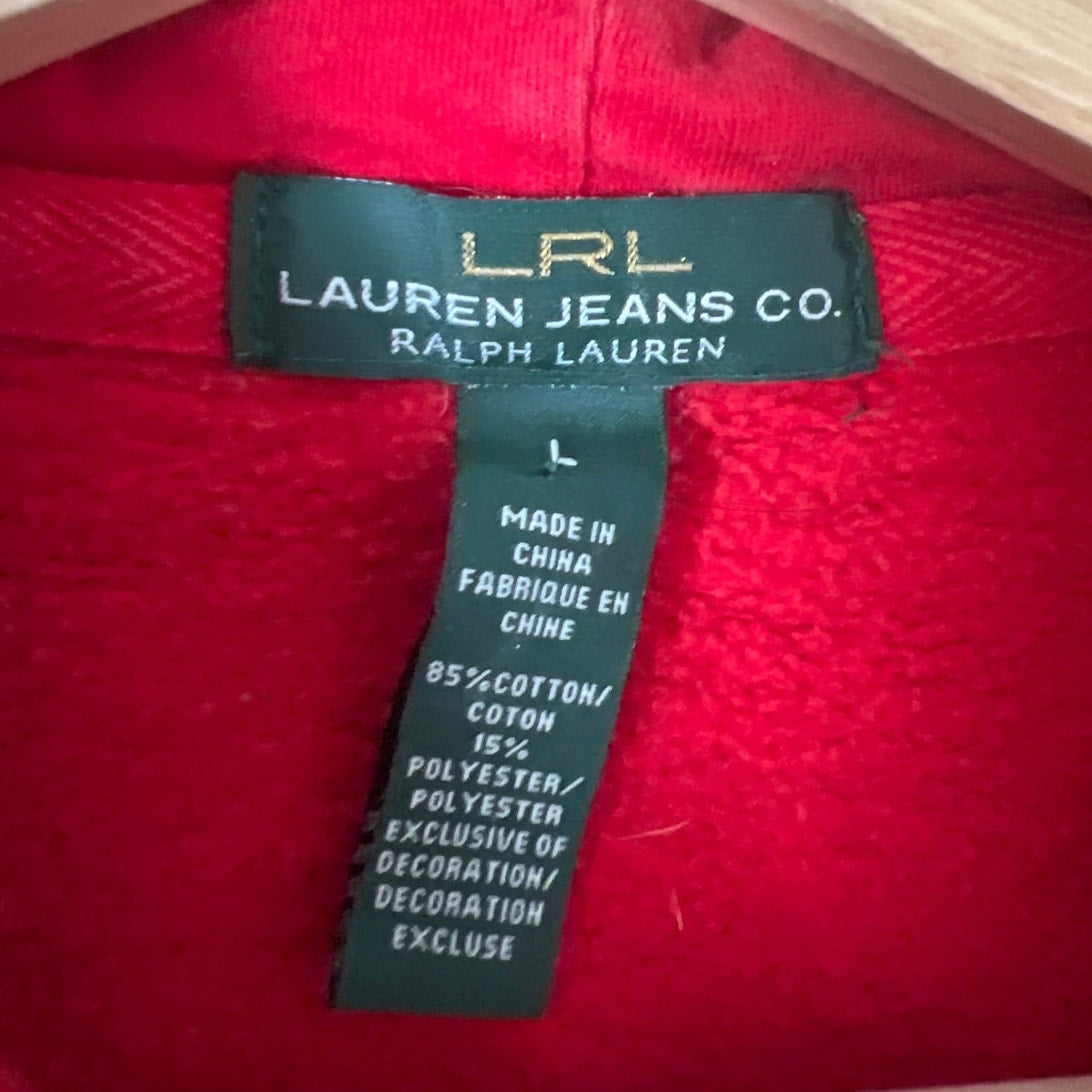 LRL
LAUREN JEANS CO.
RALPH LAUREN
L
MADE IN
CHINA
FABRIQUE EN
CHINE
85%COTTON/
COTON
15%
POLYESTER/
POLYESTER
EXCLUSIVE OF
DECORATION/
DECORATION
EXCLUSE